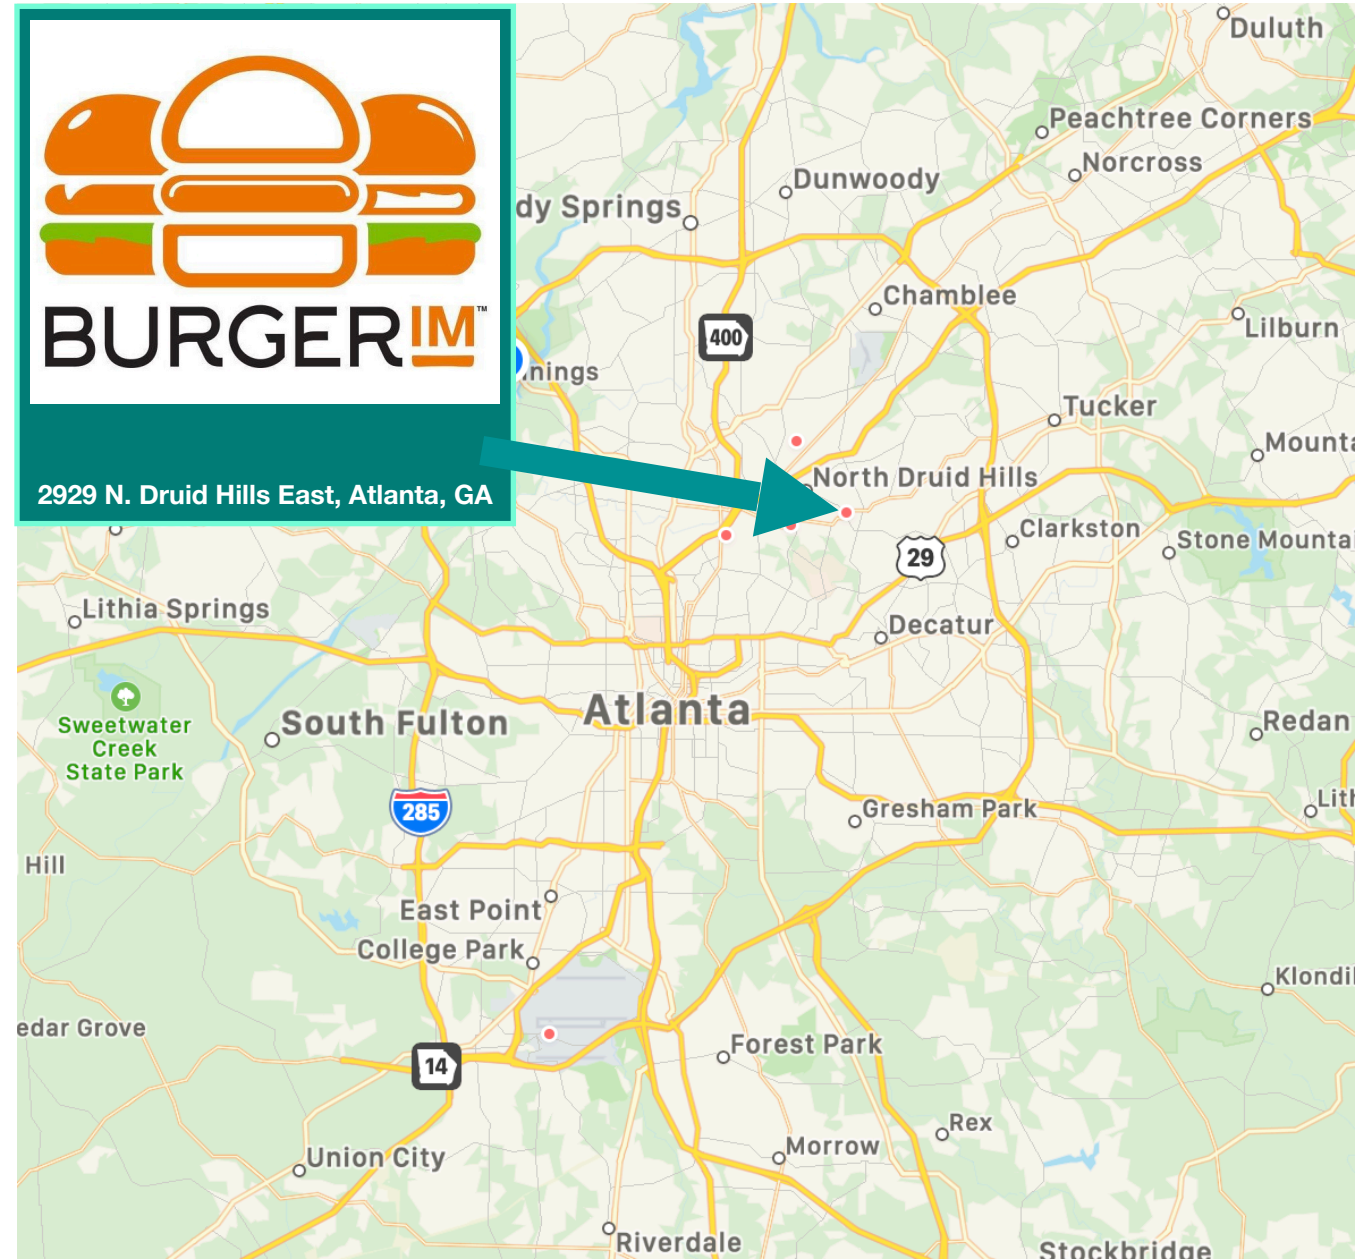 BURGERIM™
2929 N. Druid Hills East, Atlanta, GA
Duluth
Peachtree Corners
Norcross
Dunwoody
dy Springs
Chamblee
400
Lilburn
nings
Tucker
Mounta
North Druid Hills
Clarkston
Stone Mountai
29
Lithia Springs
Decatur
Sweetwater
Creek
State Park
South Fulton
Atlanta
Redan
285
Gresham Park
Lith
Hill
East Point
College Park
Klondi
edar Grove
Forest Park
14
Rex
Union City
Morrow
Riverdale
Stockbridge